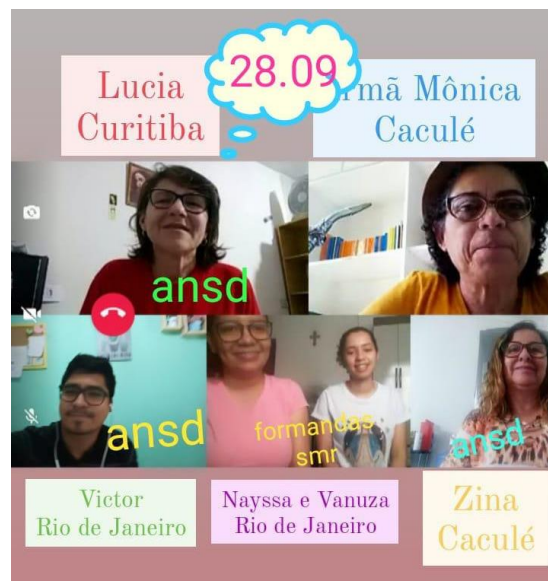 28.09
Lucia
Curitiba
rmã Mônica
Caculé
ansd
ansd
formandas
smr
ansd
Victor
Rio de Janeiro
Nayssa e Vanuza
Rio de Janeiro
Zina
Caculé